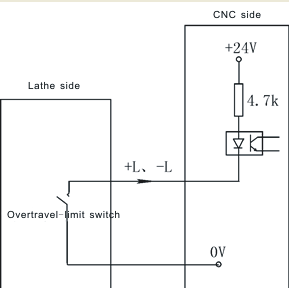 CNC side
+24V
Lathe side
4.7k
+L、-L
Overtravel-limit switch
0V